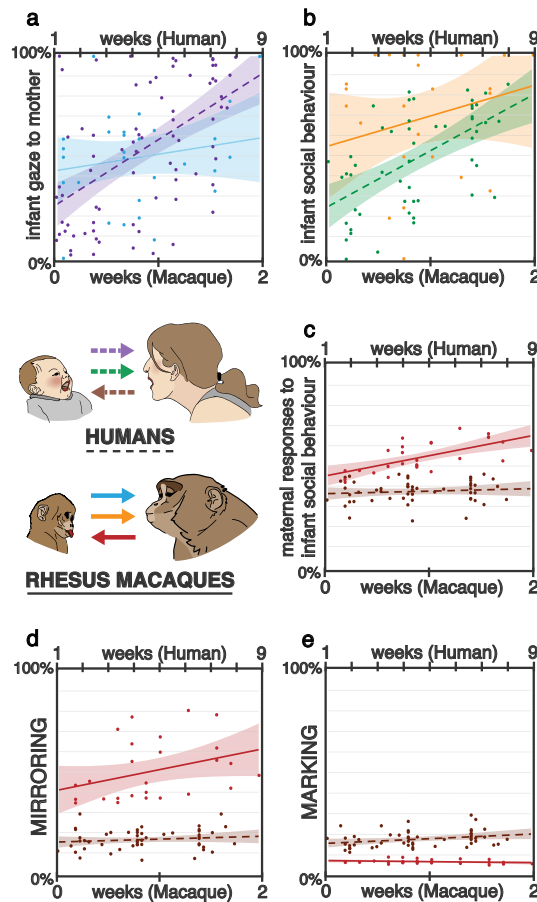 a
1 weeks (Human) 9
100%
infant gaze to mother
0%
0 weeks (Macaque) 2
b
1 weeks (Human) 9
100%
infant social behaviour
0%
0 weeks (Macaque) 2
HUMANS
RHESUS MACAQUES
c
1 weeks (Human) 9
100%
maternal responses to
infant social behaviour
0%
0 weeks (Macaque) 2
d
1 weeks (Human) 9
100%
MIRRORING
0%
0 weeks (Macaque) 2
e
1 weeks (Human) 9
100%
MARKING
0%
0 weeks (Macaque) 2